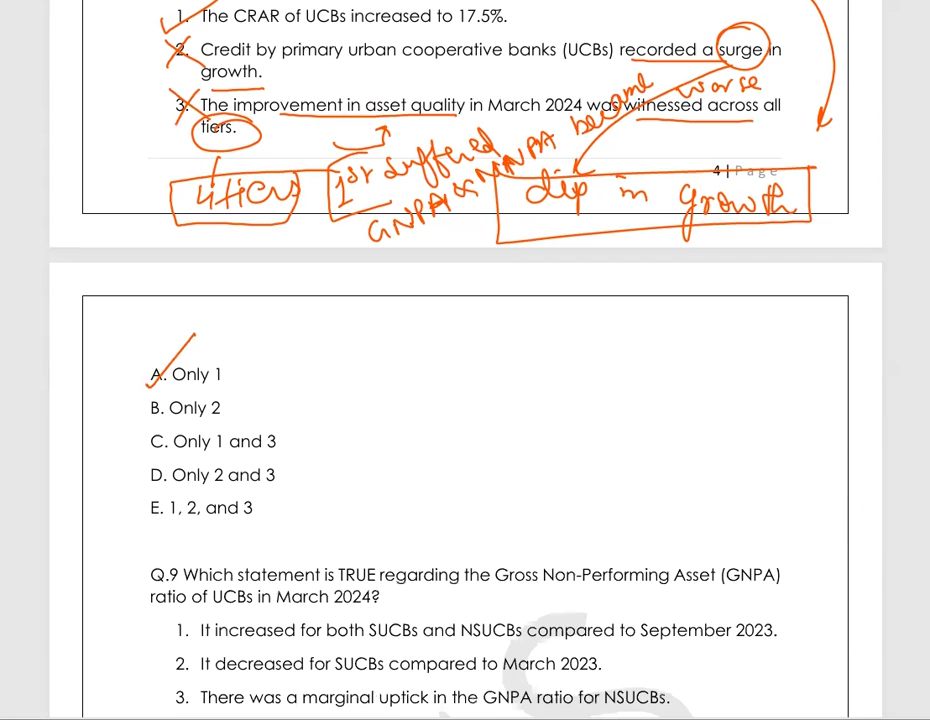 1. The CRAR of UCBs increased to 17.5%.
2. Credit by primary urban cooperative banks (UCBs) recorded a surge in
growth.
worse
3. The improvement in asset quality in March 2024 was witnessed across all
tiers.
4 | Page
4 tiers
suffered
GNPA or NNPA became
dip in growth
A. Only 1
B. Only 2
C. Only 1 and 3
D. Only 2 and 3
E. 1, 2, and 3
Q.9 Which statement is TRUE regarding the Gross Non-Performing Asset (GNPA)
ratio of UCBs in March 2024?
1. It increased for both SUCBs and NSUCBs compared to September 2023.
2. It decreased for SUCBs compared to March 2023.
3. There was a marginal uptick in the GNPA ratio for NSUCBs.